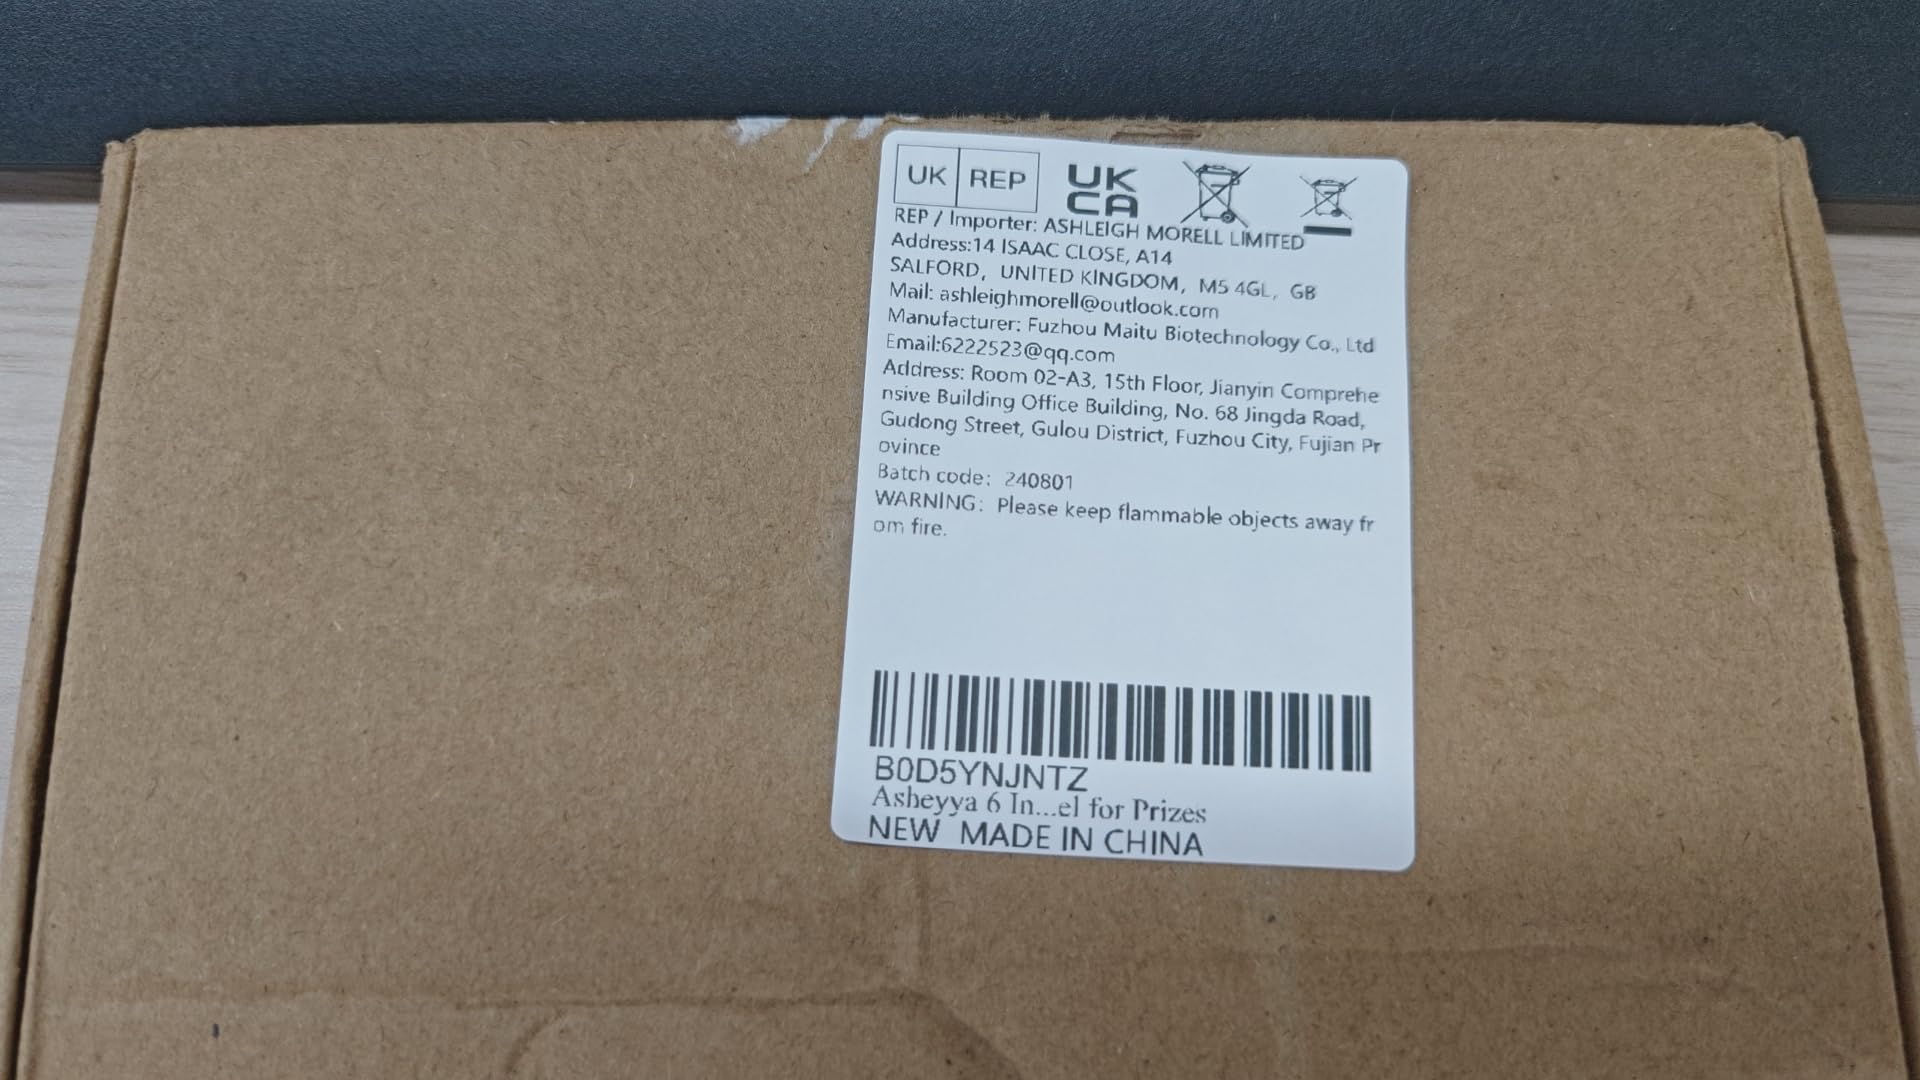 UK REP UK CA
REP / Importer: ASHLEIGH MORELL LIMITED
Address:14 ISAAC CLOSE, A14
SALFORD, UNITED KINGDOM, M5 4GL, GB
Mail: ashleighmorell@outlook.com
Manufacturer: Fuzhou Maitu Biotechnology Co., Ltd
Email:6222523@qq.com
Address: Room 02-A3, 15th Floor, Jianyin Comprehe
nsive Building Office Building, No. 68 Jingda Road,
Gudong Street, Gulou District, Fuzhou City, Fujian Pr
ovince
Batch code: 240801
WARNING: Please keep flammable objects away fr
om fire.
B0D5YNJNTZ
Asheyya 6 In...el for Prizes
NEW MADE IN CHINA